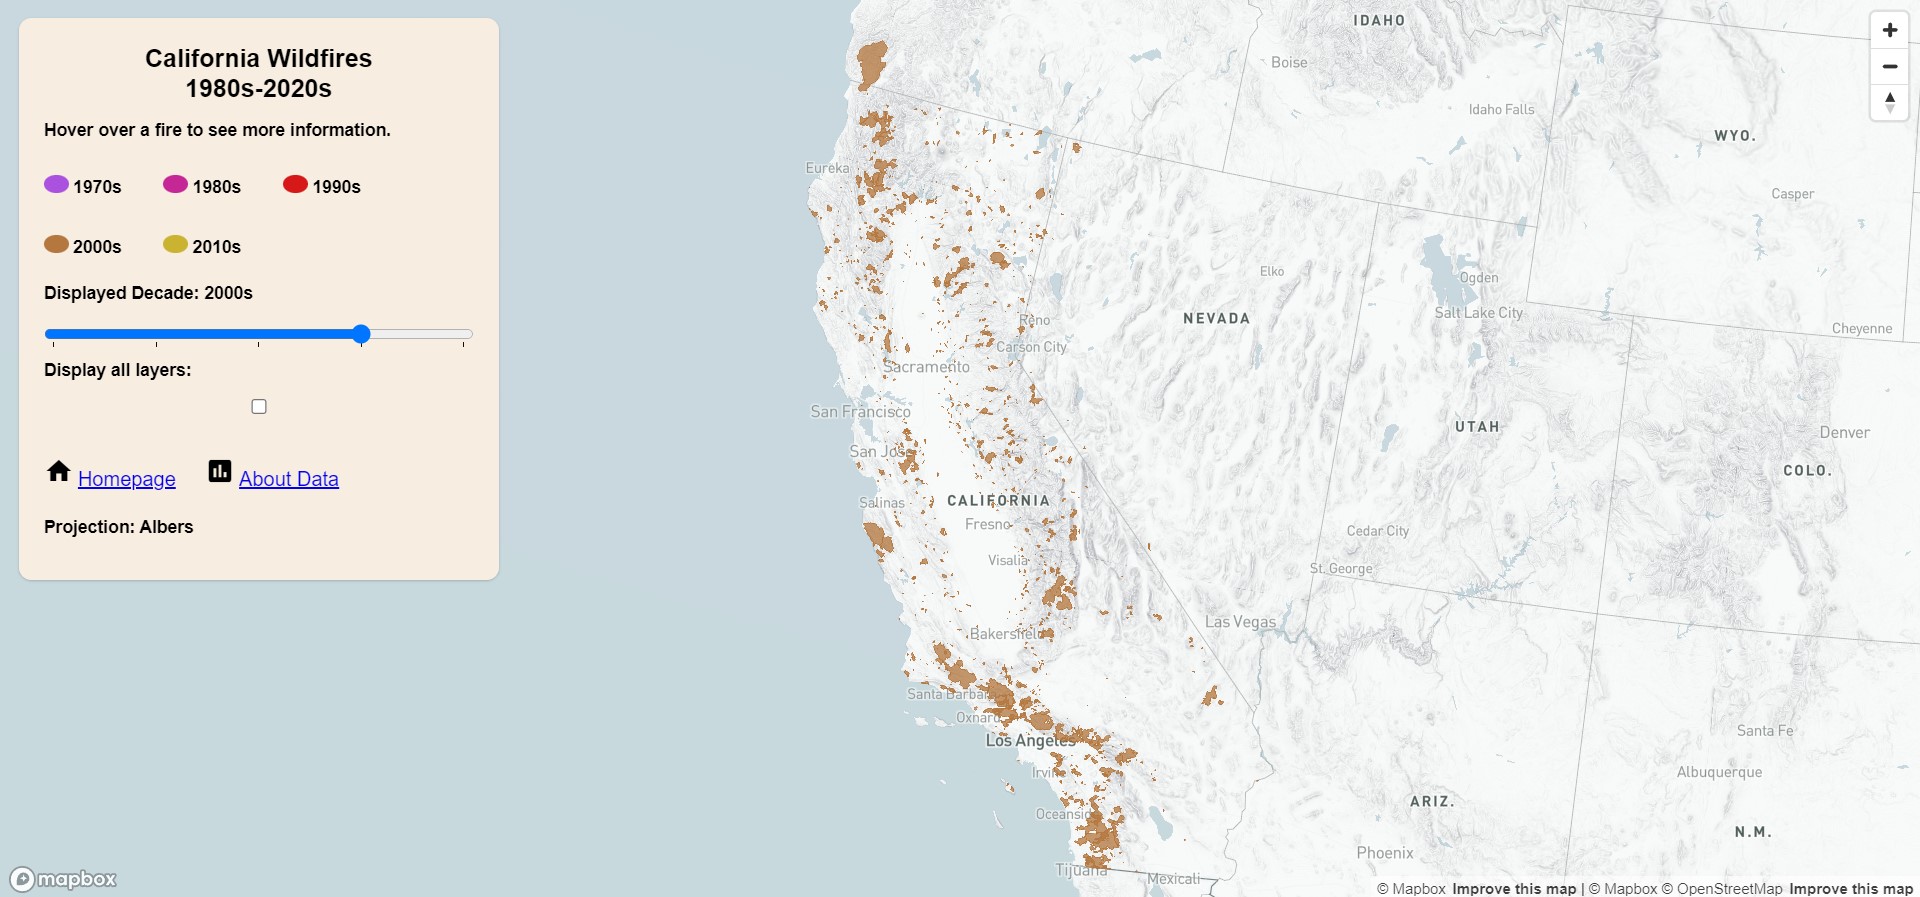 California Wildfires
1980s-2020s
Hover over a fire to see more information.
1970s 1980s 1990s
2000s 2010s
Displayed Decade: 2000s
Display all layers:
Homepage About Data
Projection: Albers
mapbox
IDAHO
Boise
Idaho Falls
WYO.
Eureka
Casper
Elko
Ogden
NEVADA
Salt Lake City
Reno
Cheyenne
Carson City
Sacramento
San Francisco
UTAH
Denver
San Jose
COLO.
CALIFORNIA
Salinas
Fresno
Cedar City
Visalia
St. George
Las Vegas
Bakersfield
Santa Barbara
Oxnard
Santa Fe
Los Angeles
Irvine
Albuquerque
ARIZ.
Oceanside
N.M.
Phoenix
Tijuana
Mexicali
© Mapbox Improve this map | © Mapbox © OpenStreetMap Improve this map